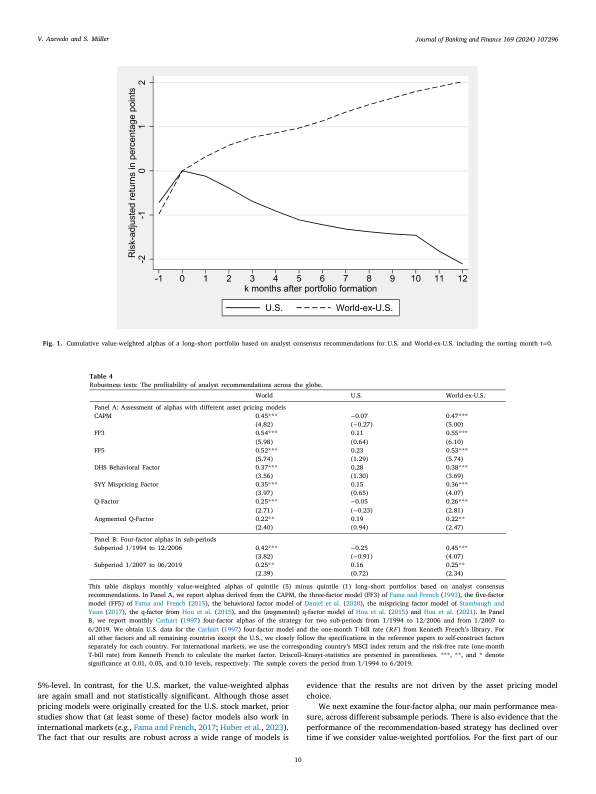 V. Azevedo and S. Müller
Journal of Banking and Finance 169 (2024) 107296
Risk-adjusted returns in percentage points
2
1
0
-1
-2
-1 0 1 2 3 4 5 6 7 8 9 10 11 12
k months after portfolio formation
U.S. World-ex-U.S.
Fig. 1. Cumulative value-weighted alphas of a long–short portfolio based on analyst consensus recommendations for U.S. and World-ex-U.S. including the sorting month t=0.
Table 4
Robustness tests: The profitability of analyst recommendations across the globe.
World U.S. World-ex-U.S.
Panel A: Assessment of alphas with different asset pricing models
CAPM 0.45*** −0.07 0.47***
(4.82) (−0.27) (5.00)
FF3 0.54*** 0.11 0.55***
(5.98) (0.64) (6.10)
FF5 0.52*** 0.23 0.53***
(5.74) (1.29) (5.74)
DHS Behavioral Factor 0.37*** 0.28 0.38***
(3.56) (1.30) (3.69)
SYY Mispricing Factor 0.35*** 0.15 0.36***
(3.97) (0.65) (4.07)
Q-Factor 0.25*** −0.05 0.26***
(2.71) (−0.23) (2.81)
Augmented Q-Factor 0.22** 0.19 0.22**
(2.40) (0.94) (2.47)
Panel B: Four-factor alphas in sub-periods
Subperiod 1/1994 to 12/2006 0.42*** −0.25 0.45***
(3.82) (−0.91) (4.07)
Subperiod 1/2007 to 06/2019 0.25** 0.16 0.25**
(2.39) (0.72) (2.34)
This table displays monthly value-weighted alphas of quintile (5) minus quintile (1) long–short portfolios based on analyst consensus
recommendations. In Panel A, we report alphas derived from the CAPM, the three-factor model (FF3) of Fama and French (1993), the five-factor
model (FF5) of Fama and French (2015), the behavioral factor model of Daniel et al. (2020), the mispricing factor model of Stambaugh and
Yuan (2017), the q-factor from Hou et al. (2015), and the (augmented) q-factor model of Hou et al. (2015) and Hou et al. (2021). In Panel
B, we report monthly Carhart (1997) four-factor alphas of the strategy for two sub-periods from 1/1994 to 12/2006 and from 1/2007 to
6/2019. We obtain U.S. data for the Carhart (1997) four-factor model and the one-month T-bill rate (RF) from Kenneth French's library. For
all other factors and all remaining countries except the U.S., we closely follow the specifications in the reference papers to self-construct factors
separately for each country. For international markets, we use the corresponding country's MSCI index return and the risk-free rate (one-month
T-bill rate) from Kenneth French to calculate the market factor. Driscoll–Kraay t-statistics are presented in parentheses. ***, **, and * denote
significance at 0.01, 0.05, and 0.10 levels, respectively. The sample covers the period from 1/1994 to 6/2019.
5%-level. In contrast, for the U.S. market, the value-weighted alphas
are again small and not statistically significant. Although those asset
pricing models were originally created for the U.S. stock market, prior
studies show that (at least some of these) factor models also work in
international markets (e.g., Fama and French, 2017; Huber et al., 2023).
The fact that our results are robust across a wide range of models is
evidence that the results are not driven by the asset pricing model
choice.
We next examine the four-factor alpha, our main performance mea-
sure, across different subsample periods. There is also evidence that the
performance of the recommendation-based strategy has declined over
time if we consider value-weighted portfolios. For the first part of our
10